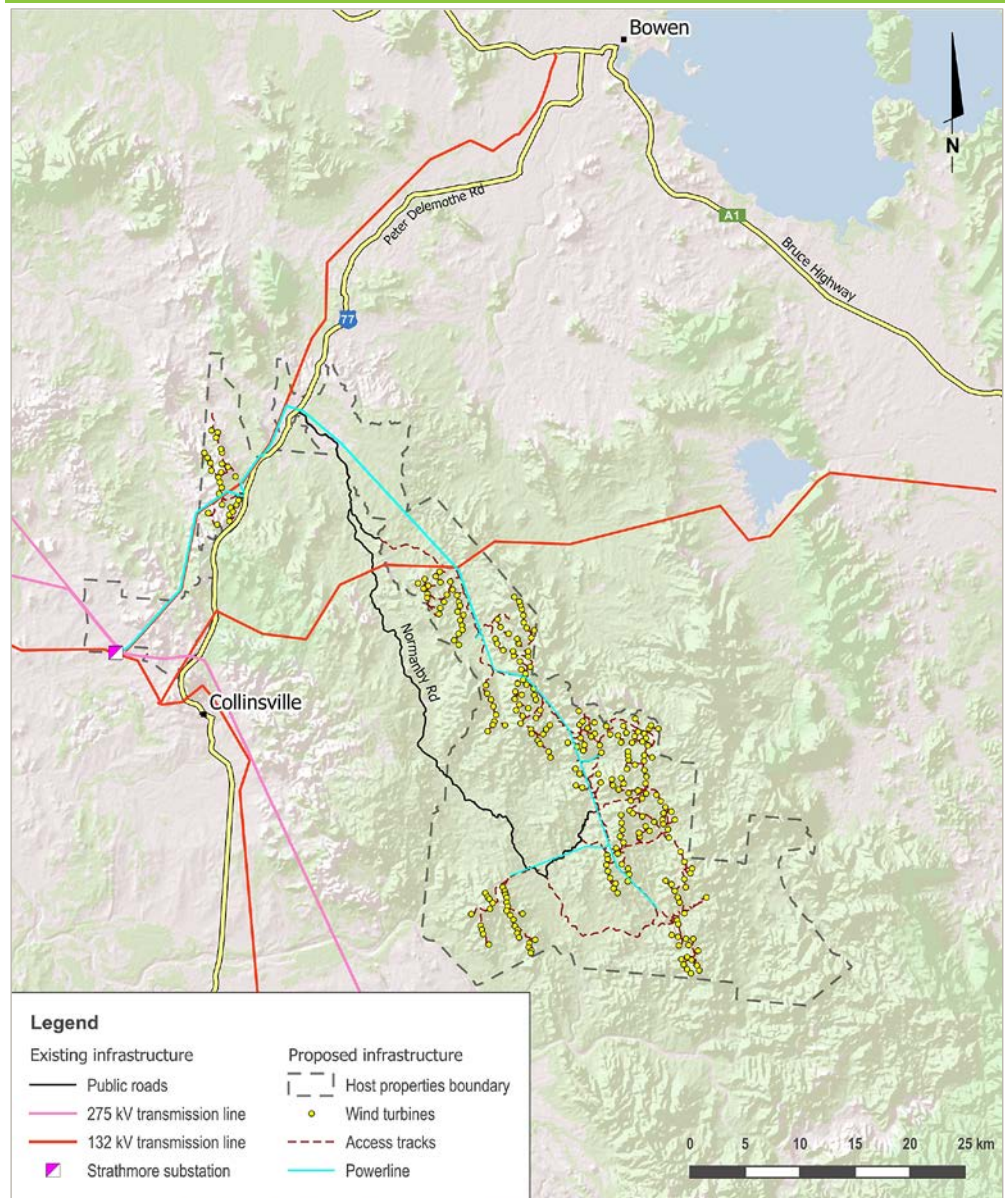 Bowen
N
Peter Delemothe Rd
A1
Bruce Highway
77
Normanby Rd
Collinsville
Legend
Existing infrastructure
Public roads
275 kV transmission line
132 kV transmission line
Strathmore substation
Proposed infrastructure
Host properties boundary
Wind turbines
Access tracks
Powerline
0 5 10 15 20 25 km